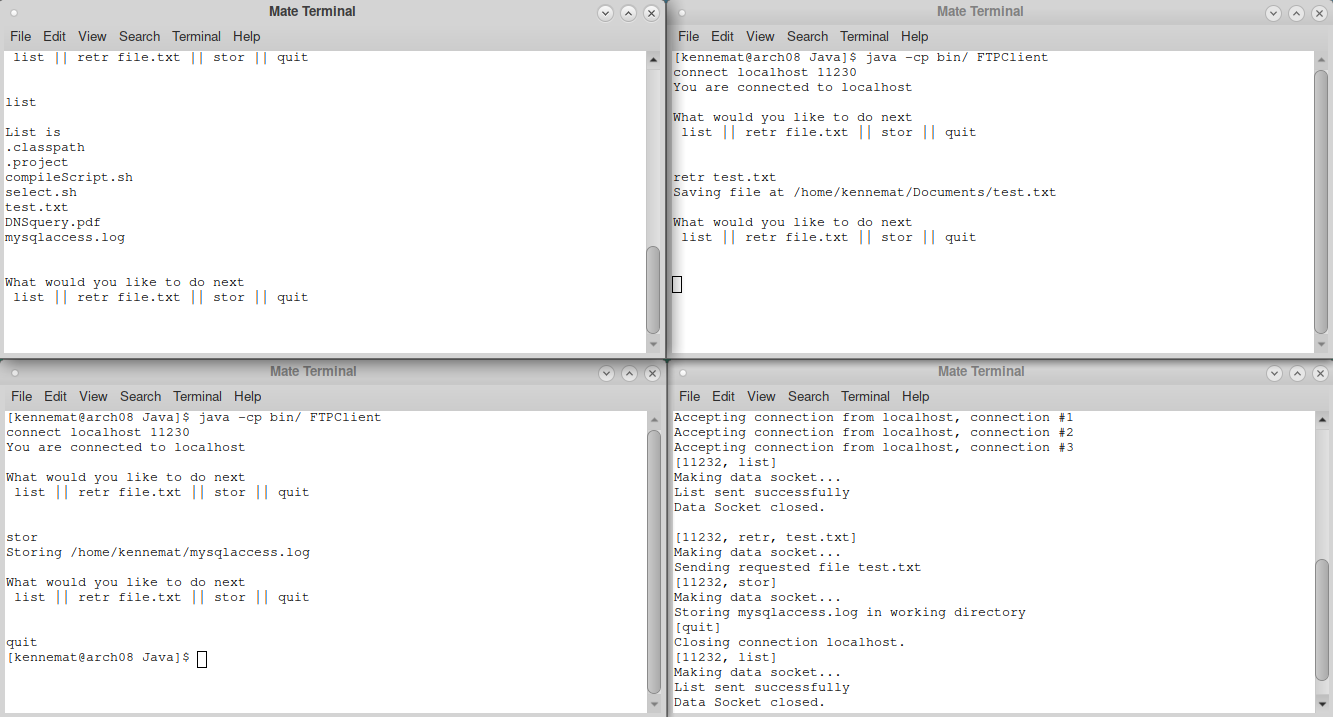 Mate Terminal
File Edit View Search Terminal Help
list || retr file.txt || stor || quit
list
List is
.classpath
.project
compileScript.sh
select.sh
test.txt
DNSquery.pdf
mysqlaccess.log
What would you like to do next
list || retr file.txt || stor || quit
Mate Terminal
File Edit View Search Terminal Help
[kennemat@arch08 Java]$ java -cp bin/ FTPClient
connect localhost 11230
You are connected to localhost
What would you like to do next
list || retr file.txt || stor || quit
retr test.txt
Saving file at /home/kennemat/Documents/test.txt
What would you like to do next
list || retr file.txt || stor || quit
Mate Terminal
File Edit View Search Terminal Help
[kennemat@arch08 Java]$ java -cp bin/ FTPClient
connect localhost 11230
You are connected to localhost
What would you like to do next
list || retr file.txt || stor || quit
stor
Storing /home/kennemat/mysqlaccess.log
What would you like to do next
list || retr file.txt || stor || quit
quit
[kennemat@arch08 Java]$
Mate Terminal
File Edit View Search Terminal Help
Accepting connection from localhost, connection #1
Accepting connection from localhost, connection #2
Accepting connection from localhost, connection #3
[11232, list]
Making data socket...
List sent successfully
Data Socket closed.
[11232, retr, test.txt]
Making data socket...
Sending requested file test.txt
[11232, stor]
Making data socket...
Storing mysqlaccess.log in working directory
[quit]
Closing connection localhost.
[11232, list]
Making data socket...
List sent successfully
Data Socket closed.